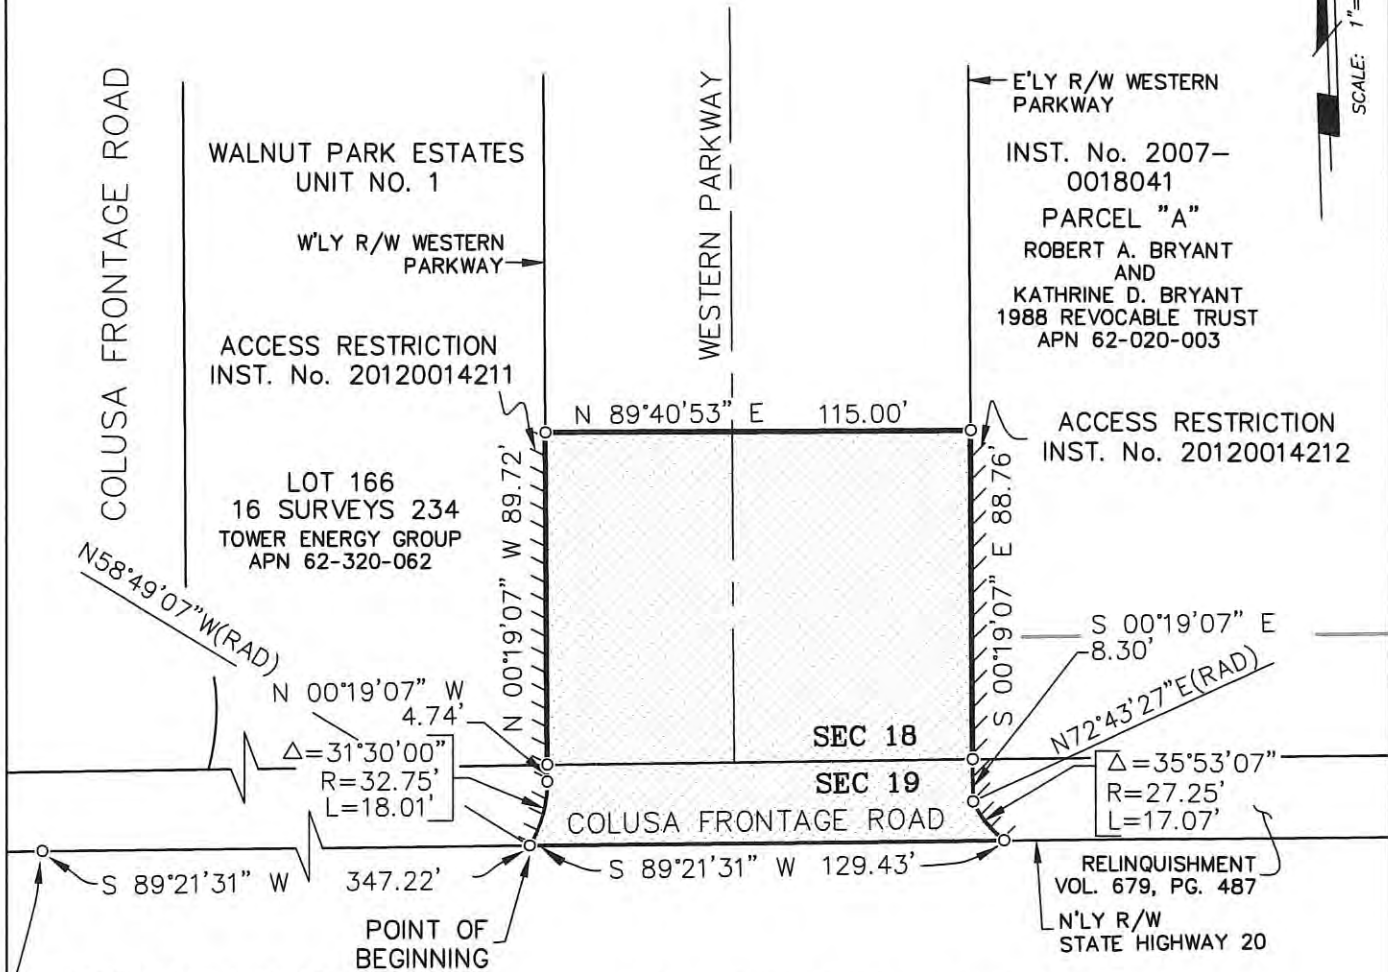 COLUSA FRONTAGE ROAD
WALNUT PARK ESTATES
UNIT NO. 1
W'LY R/W WESTERN
PARKWAY
WESTERN PARKWAY
E'LY R/W WESTERN
PARKWAY
SCALE: 1"=
INST. No. 2007-
0018041
PARCEL "A"
ROBERT A. BRYANT
AND
KATHRINE D. BRYANT
1988 REVOCABLE TRUST
APN 62-020-003
ACCESS RESTRICTION
INST. No. 20120014211
N 89°40'53" E 115.00'
ACCESS RESTRICTION
INST. No. 20120014212
LOT 166
16 SURVEYS 234
TOWER ENERGY GROUP
APN 62-320-062
N 00°19'07" W 89.72'
S 00°19'07" E 88.76'
N58°49'07"W(RAD)
N 00°19'07" W
4.74'
S 00°19'07" E
8.30'
N72°43'27"E(RAD)
SEC 18
SEC 19
COLUSA FRONTAGE ROAD
△=31°30'00"
R=32.75'
L=18.01'
△=35°53'07"
R=27.25'
L=17.07'
S 89°21'31" W 347.22'
S 89°21'31" W 129.43'
RELINQUISHMENT
VOL. 679, PG. 487
POINT OF
BEGINNING
N'LY R/W
STATE HIGHWAY 20